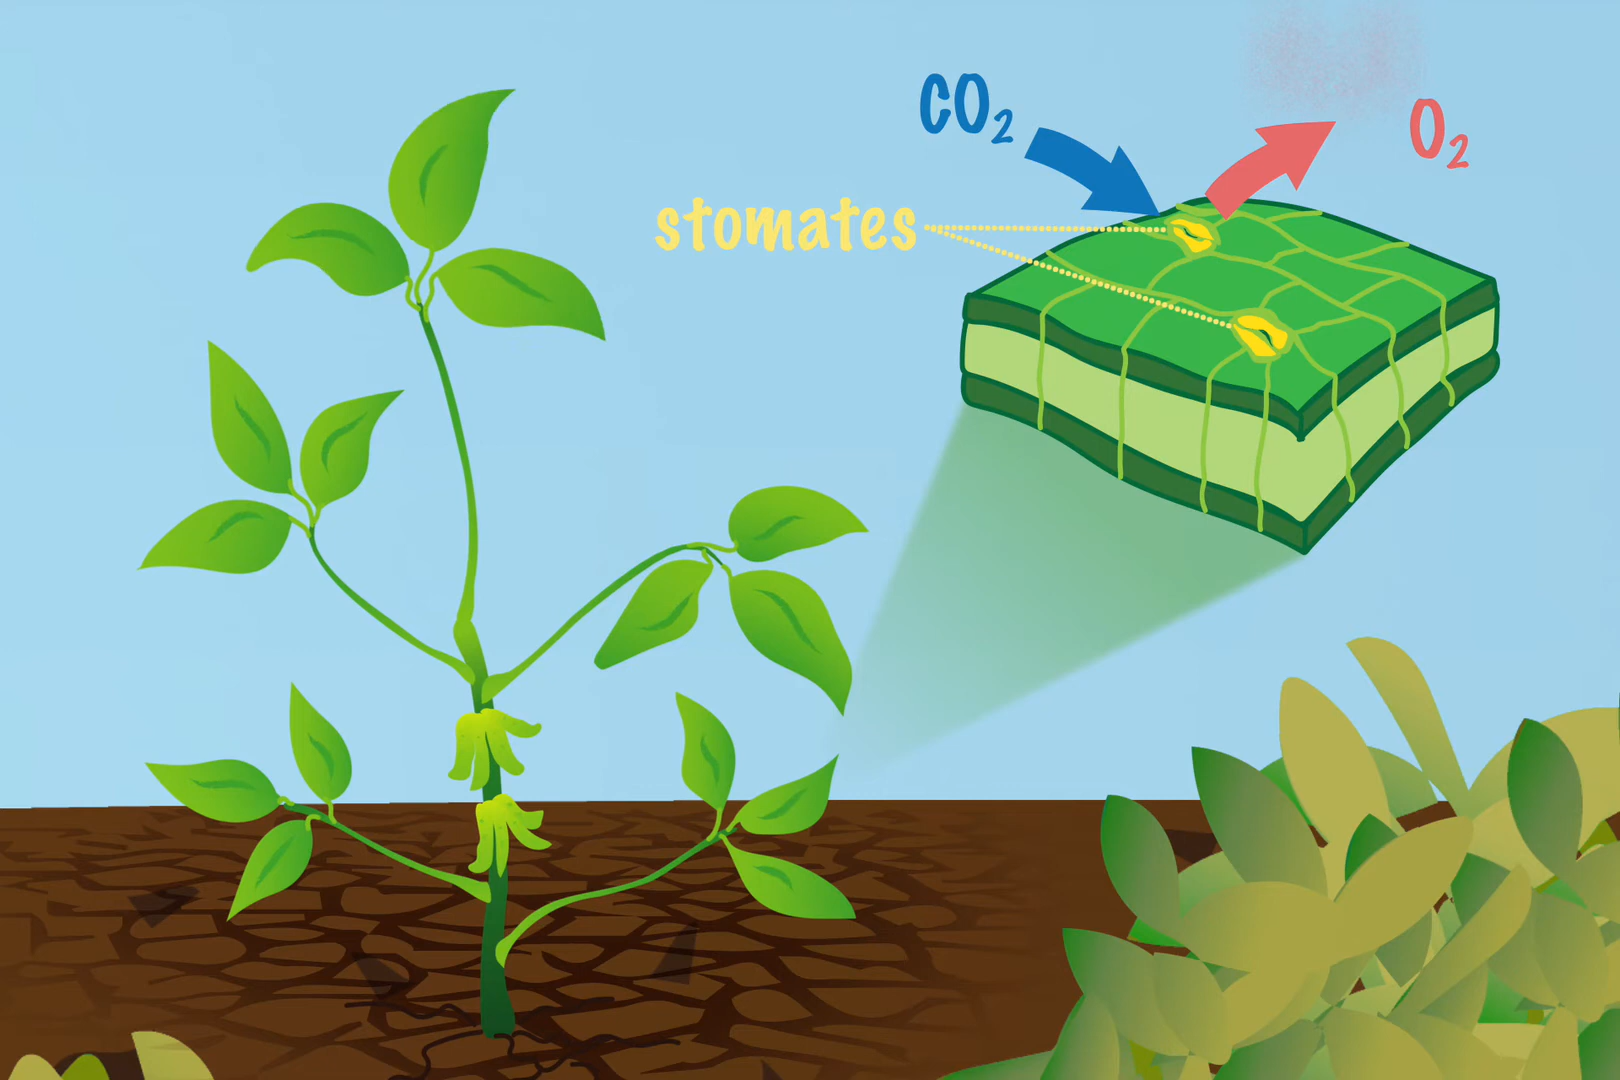 CO₂
O₂
stomates